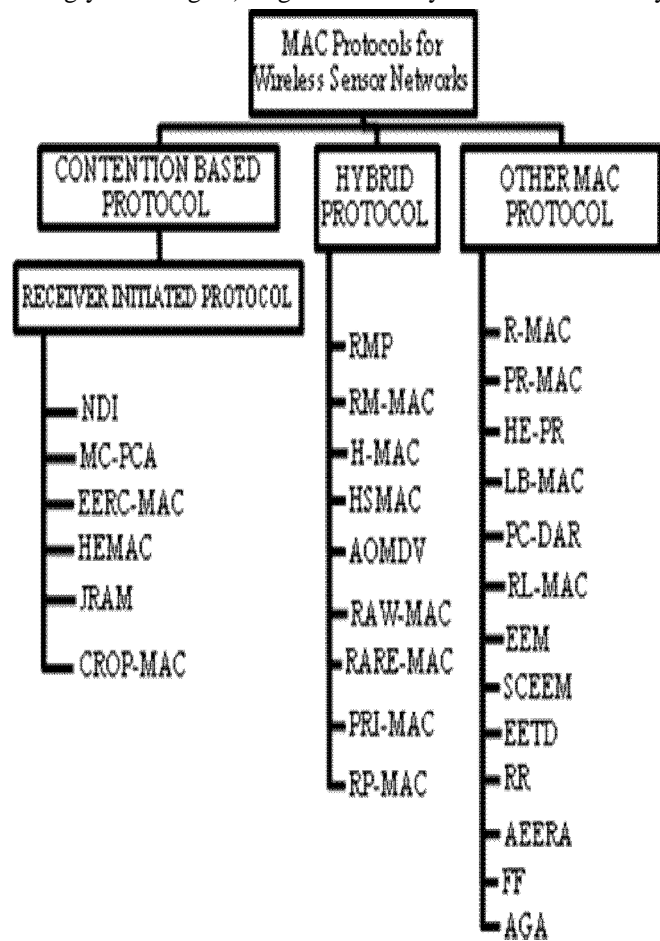 MAC Protocols for
Wireless Sensor Networks
CONTENTION BASED
PROTOCOL
HYBRID
PROTOCOL
OTHER MAC
PROTOCOL
RECEIVER INITIATED PROTOCOL
NDI
MC-PCA
EERC-MAC
HEMAC
JRAM
CROP-MAC
RMP
RM-MAC
H-MAC
HSMAC
AOMDV
RAW-MAC
RARE-MAC
PRI-MAC
RP-MAC
R-MAC
PR-MAC
HE-PR
LB-MAC
PC-DAR
RL-MAC
EEM
SCEEM
EETD
RR
AEERA
FF
AGA